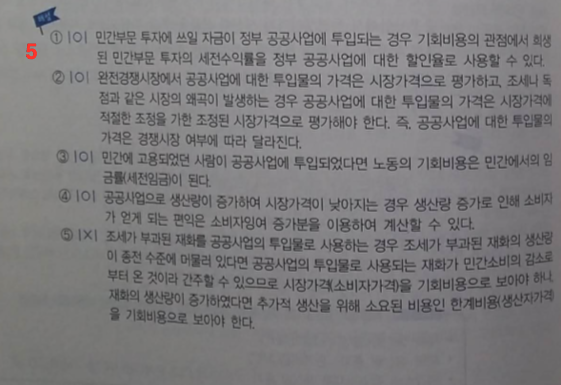 해설
5
① |O| 민간부문 투자에 쓰일 자금이 정부 공공사업에 투입되는 경우 기회비용의 관점에서 희생
된 민간부문 투자의 세전수익률을 정부 공공사업에 대한 할인율로 사용할 수 있다.
② |O| 완전경쟁시장에서 공공사업에 대한 투입물의 가격은 시장가격으로 평가하고, 조세나 독
점과 같은 시장의 왜곡이 발생하는 경우 공공사업에 대한 투입물의 가격은 시장가격에
적절한 조정을 가한 조정된 시장가격으로 평가해야 한다. 즉, 공공사업에 대한 투입물의
가격은 경쟁시장 여부에 따라 달라진다.
③ |O| 민간에 고용되었던 사람이 공공사업에 투입되었다면 노동의 기회비용은 민간에서의 임
금률(세전임금)이 된다.
④ |O| 공공사업으로 생산량이 증가하여 시장가격이 낮아지는 경우 생산량 증가로 인해 소비자
가 얻게 되는 편익은 소비자잉여 증가분을 이용하여 계산할 수 있다.
⑤ |X| 조세가 부과된 재화를 공공사업의 투입물로 사용하는 경우 조세가 부과된 재화의 생산량
이 종전 수준에 머물러 있다면 공공사업의 투입물로 사용되는 재화가 민간소비의 감소로
부터 온 것이라 간주할 수 있으므로 시장가격(소비자가격)을 기회비용으로 보아야 하나,
재화의 생산량이 증가하였다면 추가적 생산을 위해 소요된 비용인 한계비용(생산자가격)
을 기회비용으로 보아야 한다.